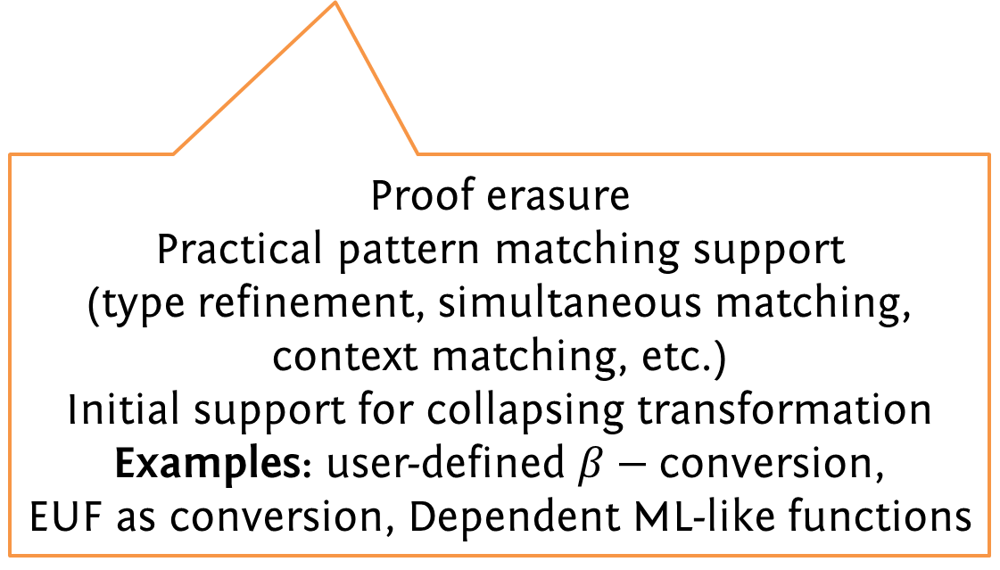 Proof erasure
Practical pattern matching support
(type refinement, simultaneous matching,
context matching, etc.)
Initial support for collapsing transformation
Examples: user-defined β − conversion,
EUF as conversion, Dependent ML-like functions